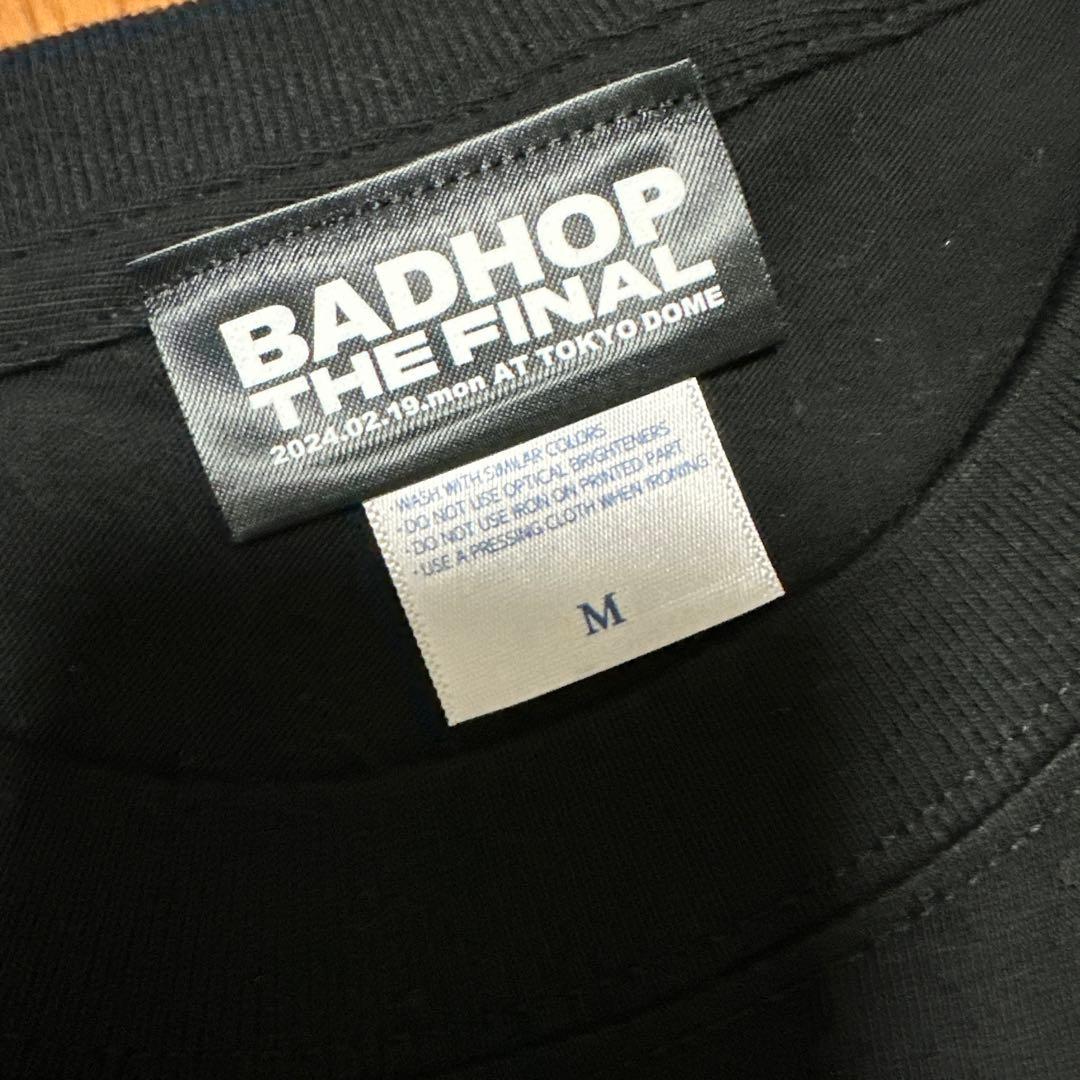 BADHOP
THE FINAL
2024.02.19.mon AT TOKYO DOME
WASH WITH SIMILAR COLORS
· DO NOT USE OPTICAL BRIGHTENERS
· DO NOT USE IRON ON PRINTED PART
· USE A PRESSING CLOTH WHEN IRONING
M